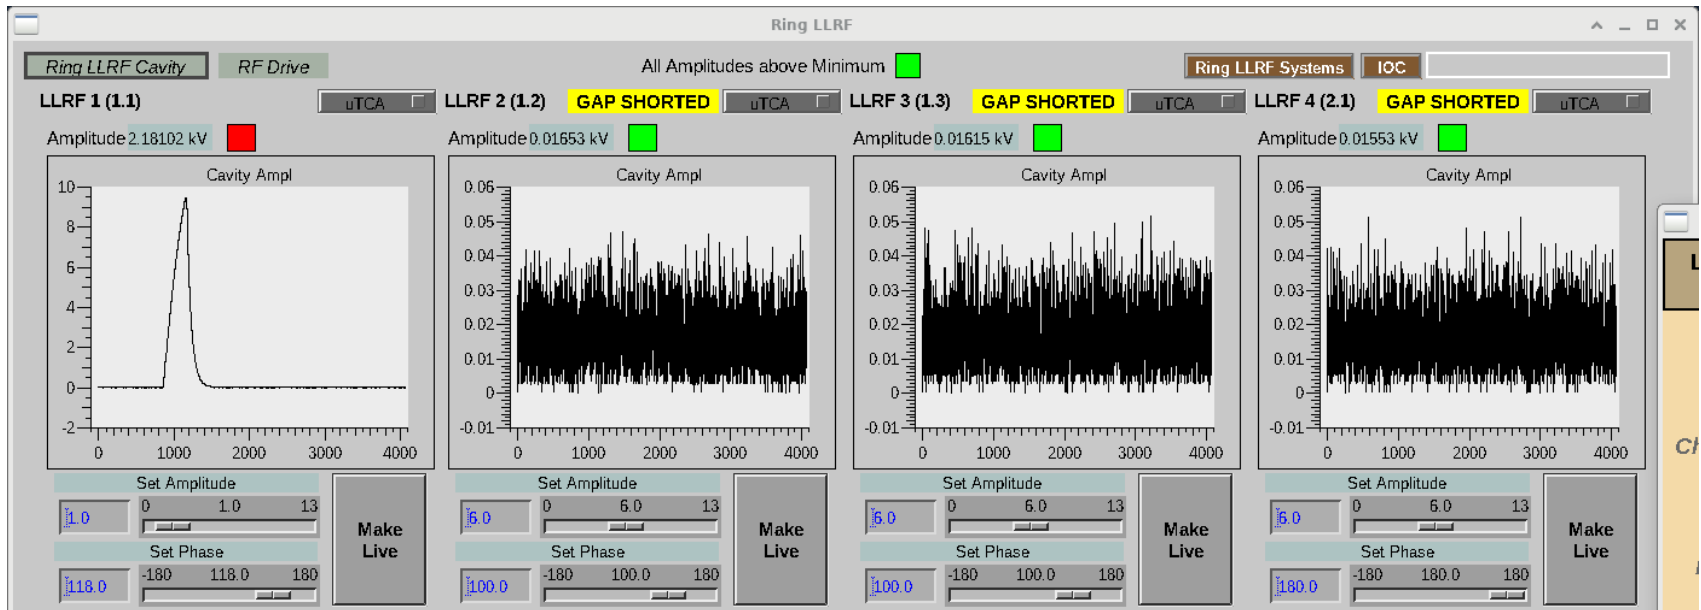 Ring LLRF
Ring LLRF Cavity RF Drive All Amplitudes above Minimum Ring LLRF Systems IOC
LLRF 1 (1.1) uTCA LLRF 2 (1.2) GAP SHORTED uTCA LLRF 3 (1.3) GAP SHORTED uTCA LLRF 4 (2.1) GAP SHORTED uTCA
Amplitude 2.18102 kV Amplitude 0.01653 kV Amplitude 0.01615 kV Amplitude 0.01553 kV
Cavity Ampl Cavity Ampl Cavity Ampl Cavity Ampl
10 0.06 0.06 0.06
8 0.05 0.05 0.05
6 0.04 0.04 0.04
4 0.03 0.03 0.03
2 0.02 0.02 0.02
0 0.01 0.01 0.01
0 0 0
-2 -0.01 -0.01 -0.01
0 1000 2000 3000 4000 0 1000 2000 3000 4000 0 1000 2000 3000 4000 0 1000 2000 3000 4000
Set Amplitude Set Amplitude Set Amplitude Set Amplitude
1.0 0 1.0 13 6.0 0 6.0 13 6.0 0 6.0 13 6.0 0 6.0 13
Make Live Make Live Make Live Make Live
Set Phase Set Phase Set Phase Set Phase
118.0 -180 118.0 180 100.0 -180 100.0 180 100.0 -180 100.0 180 180.0 -180 180.0 180